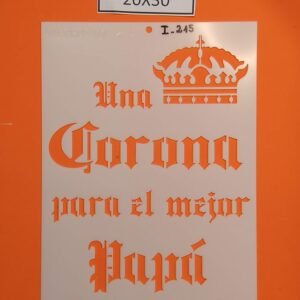 20X30
I-245
Una
Corona
para el mejor
Papá